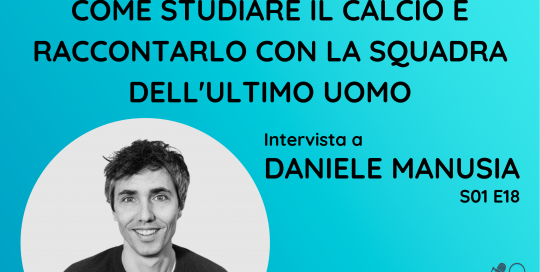 COME STUDIARE IL CALCIO E
RACCONTARLO CON LA SQUADRA
DELL'ULTIMO UOMO
Intervista a
DANIELE MANUSIA
S01 E18